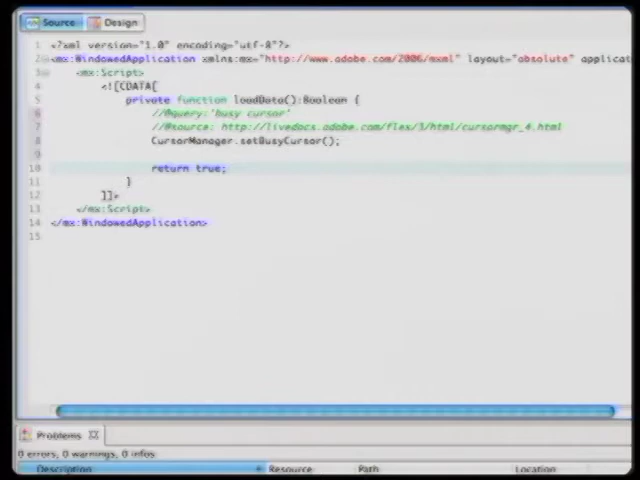 Source Design
1 <?xml version="1.0" encoding="utf-8"?>
2 <mx:WindowedApplication xmlns:mx="http://www.adobe.com/2006/mxml" layout="absolute" applicat
3 <mx:Script>
4 <![CDATA[
5 private function loadData():Boolean {
6 //@query:'busy cursor'
7 //@source: http://livedocs.adobe.com/flex/3/html/cursormgr_4.html
8 CursorManager.setBusyCursor();
9
10 return true;
11 }
12 ]]>
13 </mx:Script>
14 </mx:WindowedApplication>
15
Problems
0 errors, 0 warnings, 0 infos
Description Resource Path Location